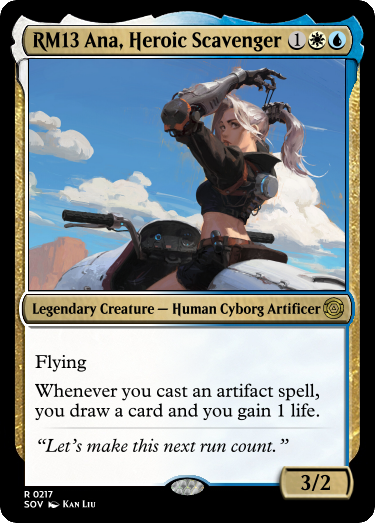 RM13 Ana, Heroic Scavenger 1
Legendary Creature — Human Cyborg Artificer
Flying
Whenever you cast an artifact spell,
you draw a card and you gain 1 life.
“Let’s make this next run count.”
3/2
R 0217
SOV Kan Liu